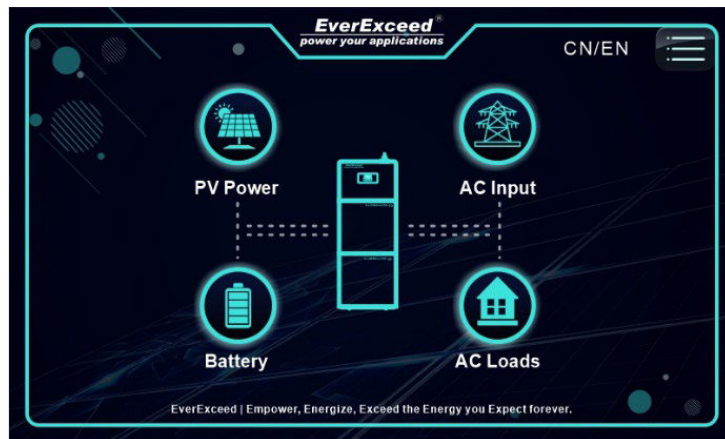 EverExceed®
power your applications
CN/EN
PV Power
AC Input
Battery
AC Loads
EverExceed | Empower, Energize, Exceed the Energy you Expect forever.